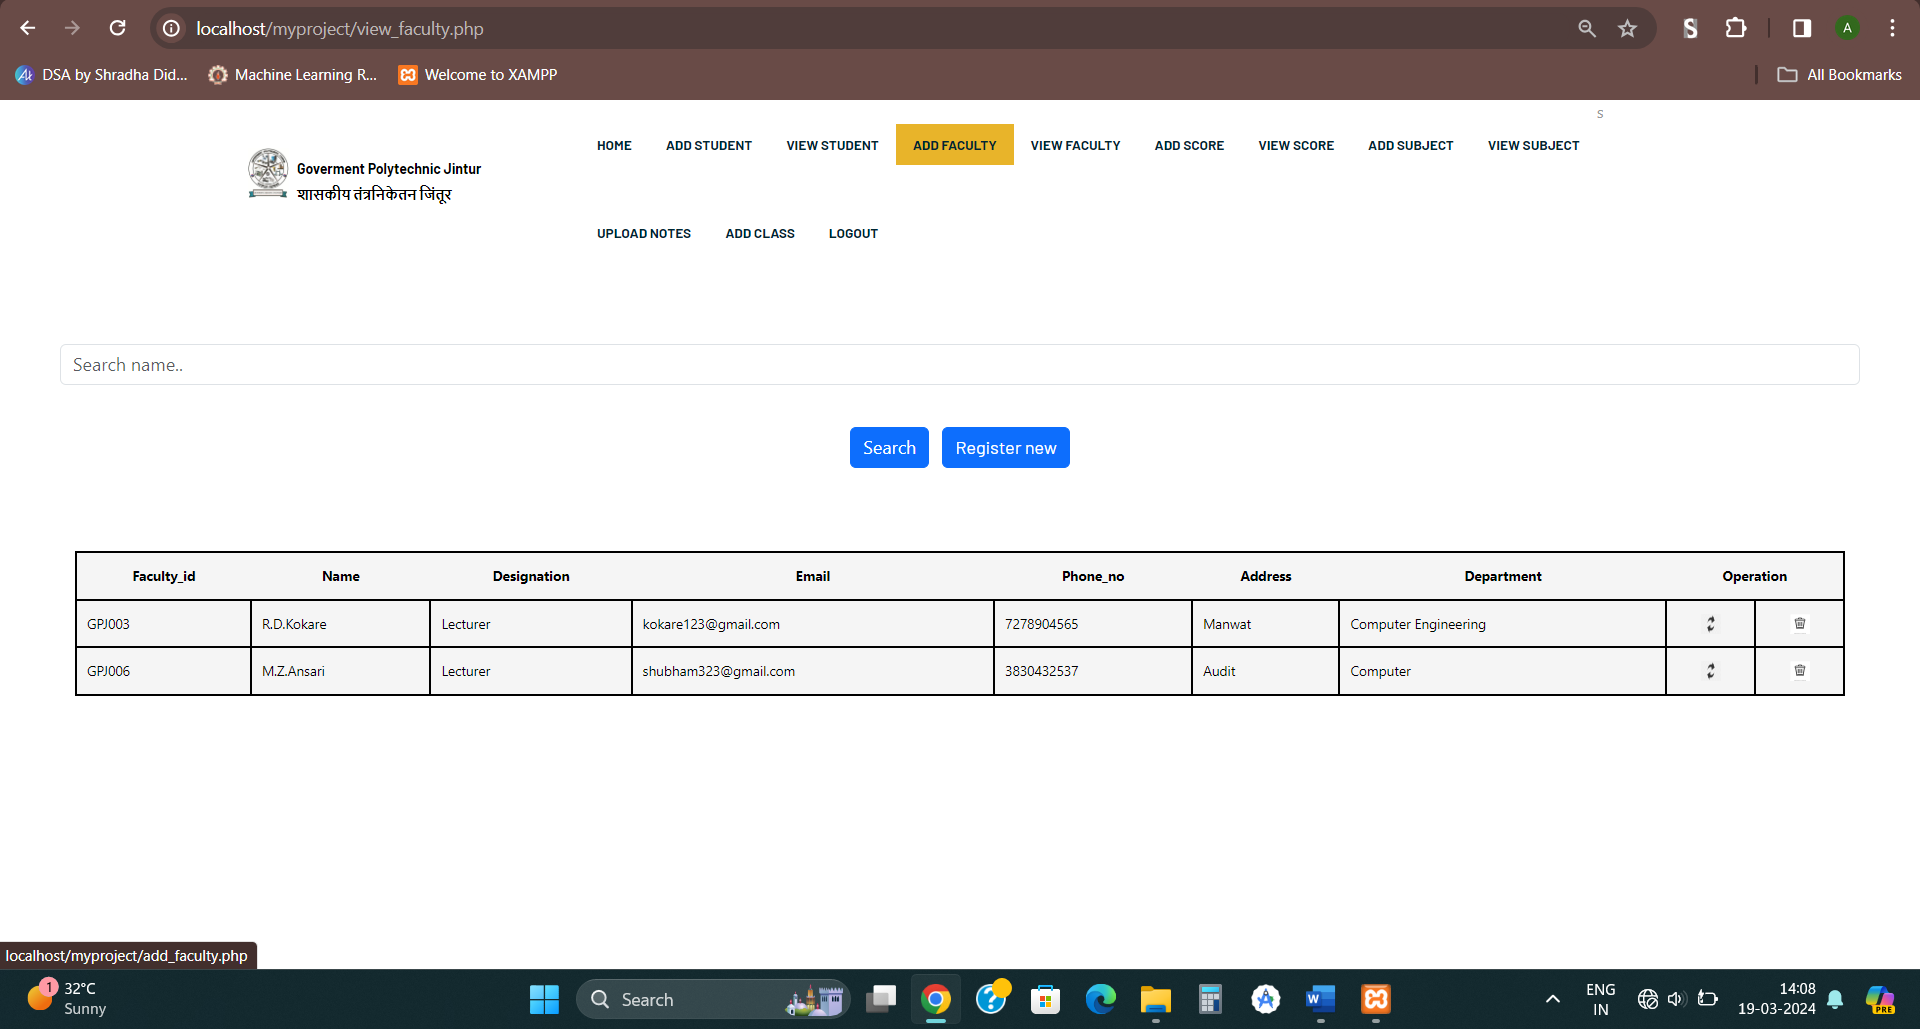 localhost/myproject/view_faculty.php
A
DSA by Shradha Did...
Machine Learning R...
Welcome to XAMPP
All Bookmarks
s
HOME
ADD STUDENT
VIEW STUDENT
ADD FACULTY
VIEW FACULTY
ADD SCORE
VIEW SCORE
ADD SUBJECT
VIEW SUBJECT
Goverment Polytechnic Jintur
शासकीय तंत्रनिकेतन जिंतूर
UPLOAD NOTES
ADD CLASS
LOGOUT
Search name..
Search
Register new
Faculty_id Name Designation Email Phone_no Address Department Operation
GPJ003 R.D.Kokare Lecturer kokare123@gmail.com 7278904565 Manwat Computer Engineering
GPJ006 M.Z.Ansari Lecturer shubham323@gmail.com 3830432537 Audit Computer
localhost/myproject/add_faculty.php
1
32°C
Sunny
Search
ENG
IN
14:08
19-03-2024
PRE